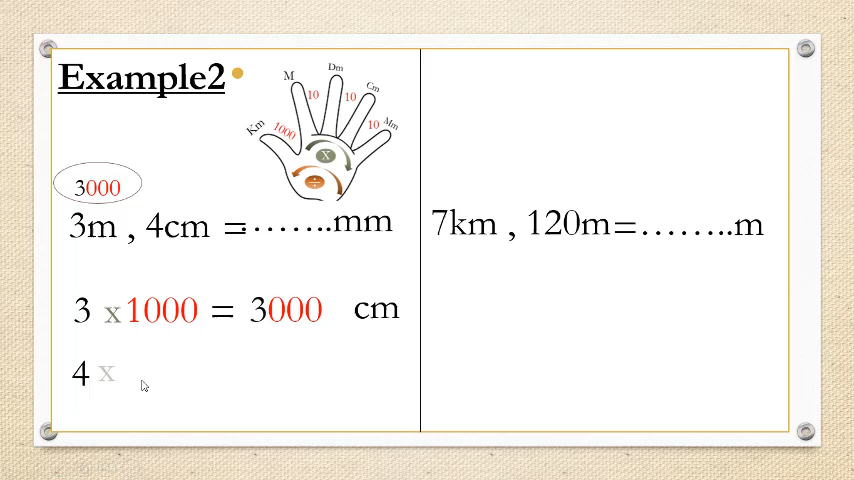 Example2
Km 1000 M 10 Dm 10 Cm 10 Mm
X
÷
3000
3m , 4cm =........mm
3 x 1000 = 3000 cm
4 x
7km , 120m=........m